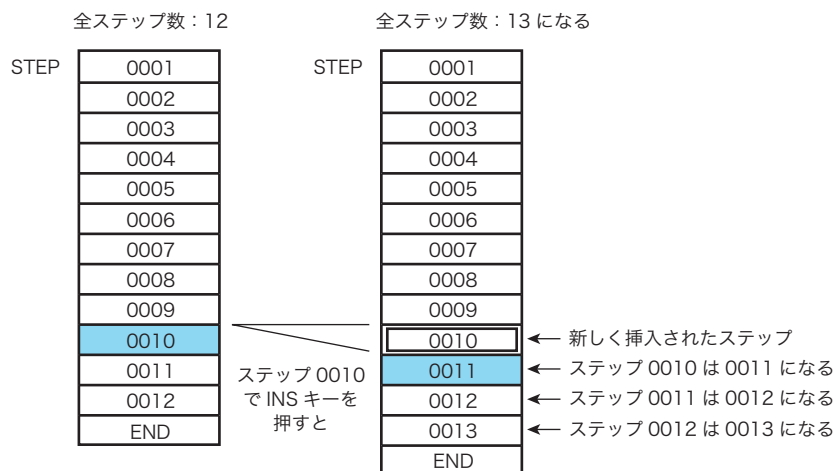 全ステップ数：12
STEP
0001
0002
0003
0004
0005
0006
0007
0008
0009
0010
0011
0012
END
ステップ 0010
で INS キーを
押すと
全ステップ数：13 になる
STEP
0001
0002
0003
0004
0005
0006
0007
0008
0009
0010
新しく挿入されたステップ
0011
ステップ 0010 は 0011 になる
0012
ステップ 0011 は 0012 になる
0013
ステップ 0012 は 0013 になる
END